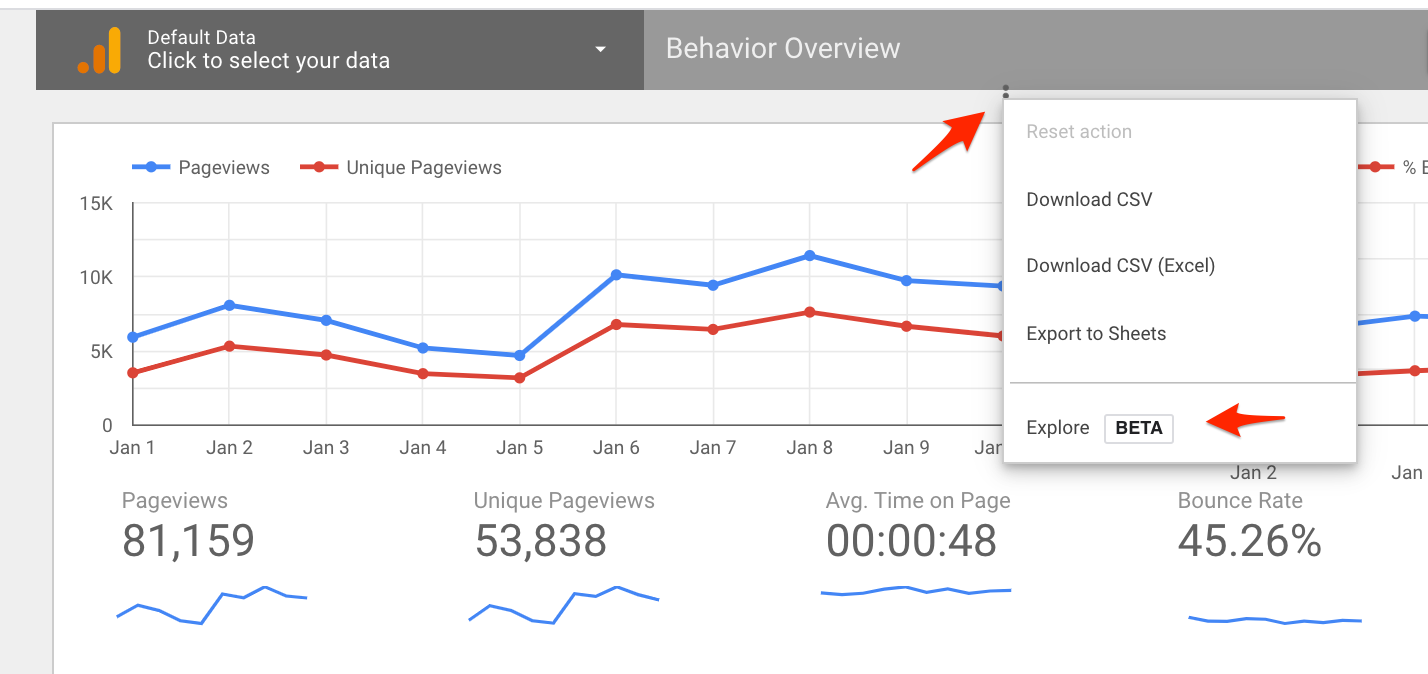 Default Data
Click to select your data
Behavior Overview
Reset action
Download CSV
Download CSV (Excel)
Export to Sheets
Explore BETA
Pageviews Unique Pageviews
%
15K
10K
5K
0
Jan 1 Jan 2 Jan 3 Jan 4 Jan 5 Jan 6 Jan 7 Jan 8 Jan 9
Jan 2 Jan
Pageviews
81,159
Unique Pageviews
53,838
Avg. Time on Page
00:00:48
Bounce Rate
45.26%